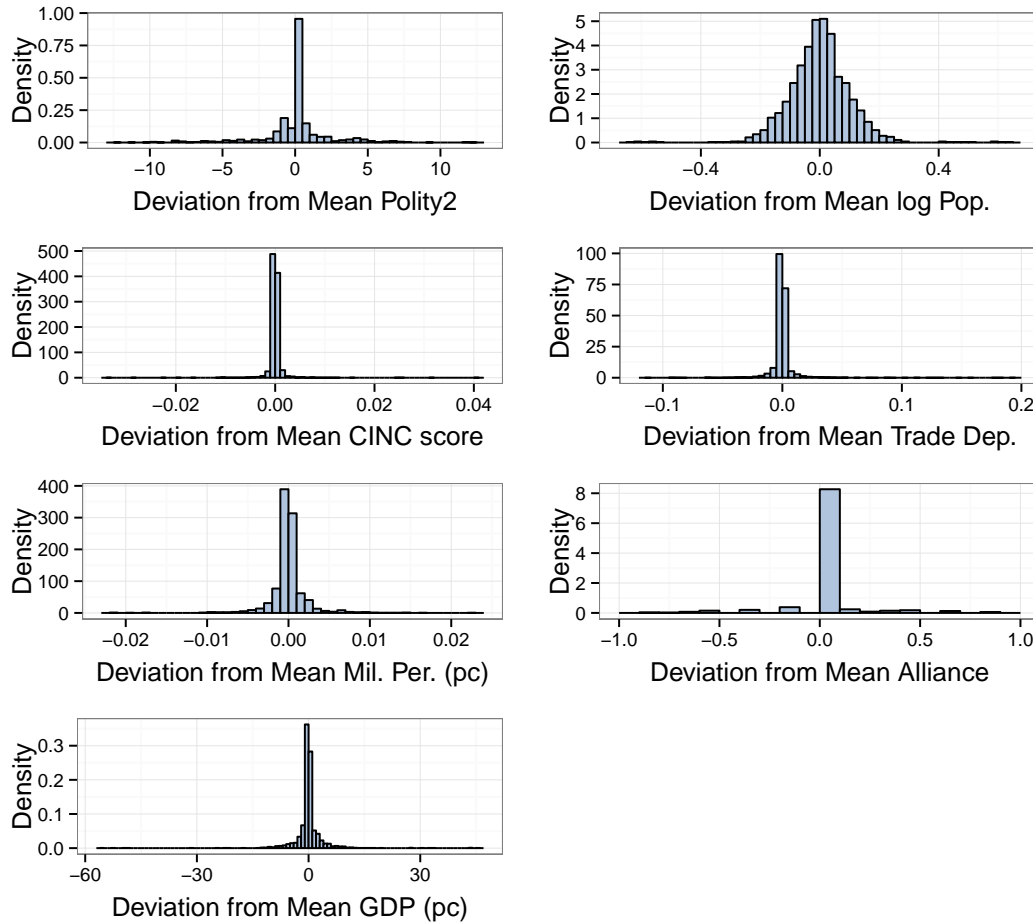 1.00
0.75
0.50
0.25
0.00
Density
−10 −5 0 5 10
Deviation from Mean Polity2
5
4
3
2
1
0
Density
−0.4 0.0 0.4
Deviation from Mean log Pop.
500
400
300
200
100
0
Density
−0.02 0.00 0.02 0.04
Deviation from Mean CINC score
100
75
50
25
0
Density
−0.1 0.0 0.1 0.2
Deviation from Mean Trade Dep.
400
300
200
100
0
Density
−0.02 −0.01 0.00 0.01 0.02
Deviation from Mean Mil. Per. (pc)
8
6
4
2
0
Density
−1.0 −0.5 0.0 0.5 1.0
Deviation from Mean Alliance
0.3
0.2
0.1
0.0
Density
−60 −30 0 30
Deviation from Mean GDP (pc)